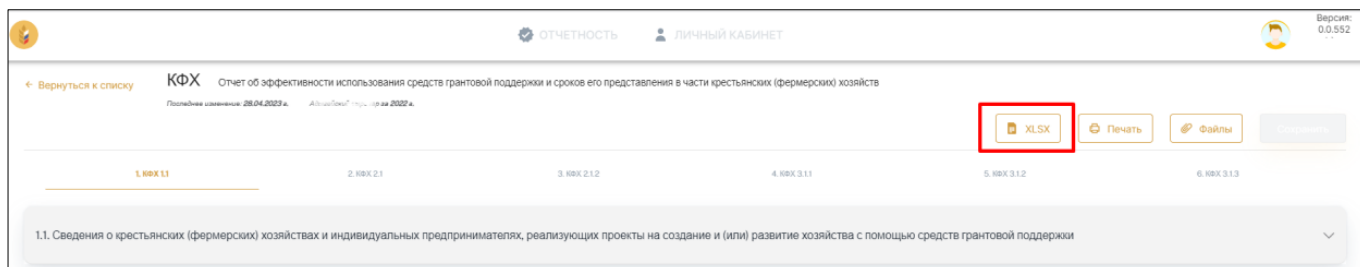 ОТЧЕТНОСТЬ
ЛИЧНЫЙ КАБИНЕТ
Версия:
0.0.552
← Вернуться к списку
КФХ Отчет об эффективности использования средств грантовой поддержки и сроков его представления в части крестьянских (фермерских) хозяйств
Последнее изменение: 28.04.2023 г.
за 2022 г.
XLSX
Печать
Файлы
Сохранить
1. КФХ 1.1
2. КФХ 2.1
3. КФХ 2.1.2
4. КФХ 3.1.1
5. КФХ 3.1.2
6. КФХ 3.1.3
1.1. Сведения о крестьянских (фермерских) хозяйствах и индивидуальных предпринимателях, реализующих проекты на создание и (или) развитие хозяйства с помощью средств грантовой поддержки